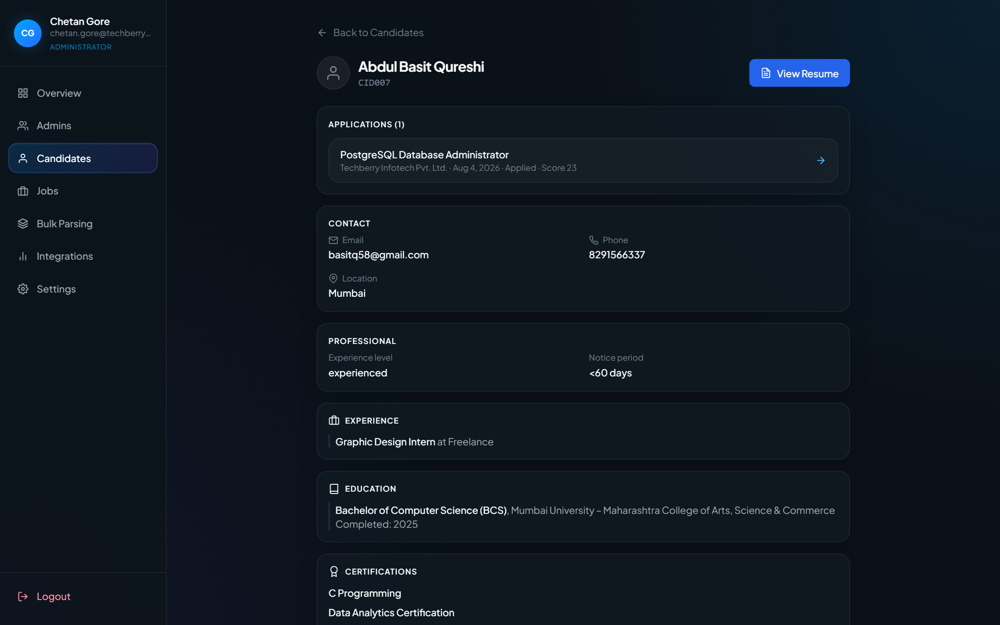 CG
Chetan Gore
chetan.gore@techberry...
ADMINISTRATOR
Overview
Admins
Candidates
Jobs
Bulk Parsing
Integrations
Settings
Logout
Back to Candidates
Abdul Basit Qureshi
CID007
View Resume
APPLICATIONS (1)
PostgreSQL Database Administrator
Techberry Infotech Pvt. Ltd. · Aug 4, 2026 · Applied · Score 23
CONTACT
Email
basitq58@gmail.com
Phone
8291566337
Location
Mumbai
PROFESSIONAL
Experience level
experienced
Notice period
<60 days
EXPERIENCE
Graphic Design Intern at Freelance
EDUCATION
Bachelor of Computer Science (BCS), Mumbai University – Maharashtra College of Arts, Science & Commerce
Completed: 2025
CERTIFICATIONS
C Programming
Data Analytics Certification